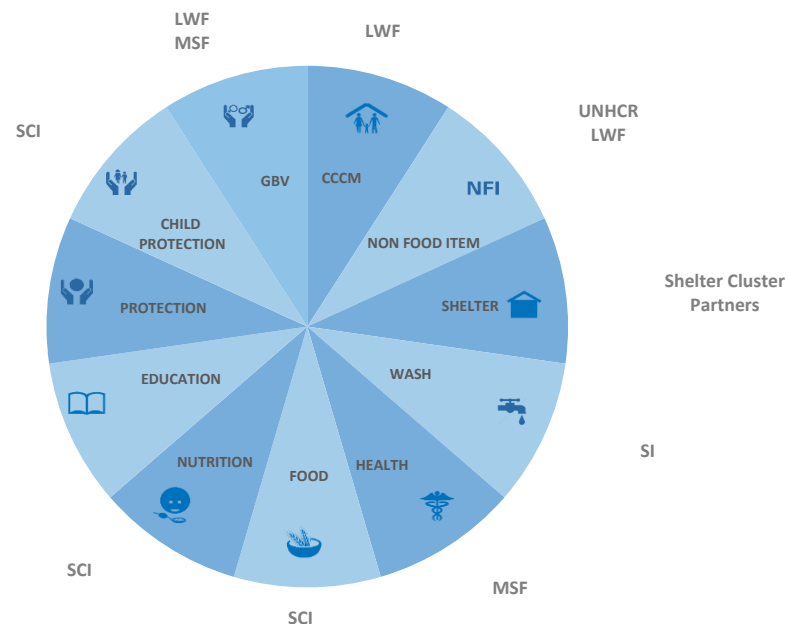 LWF
MSF
LWF
SCI
UNHCR
LWF
GBV
CCCM
NFI
CHILD
PROTECTION
NON FOOD ITEM
Shelter Cluster
Partners
PROTECTION
SHELTER
EDUCATION
WASH
SI
NUTRITION
FOOD
HEALTH
SCI
MSF
SCI